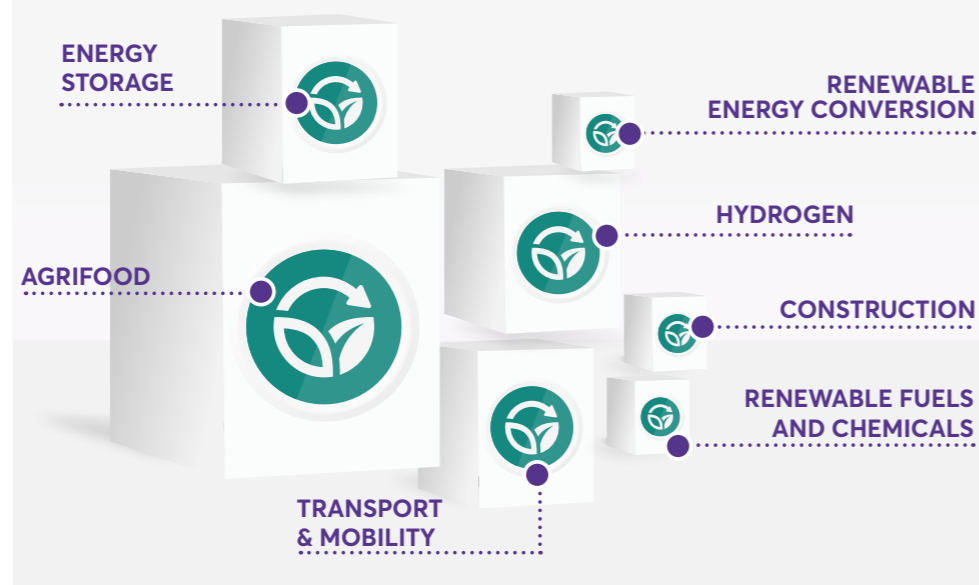 ENERGY
STORAGE
RENEWABLE
ENERGY CONVERSION
HYDROGEN
AGRIFOOD
CONSTRUCTION
RENEWABLE FUELS
AND CHEMICALS
TRANSPORT
& MOBILITY